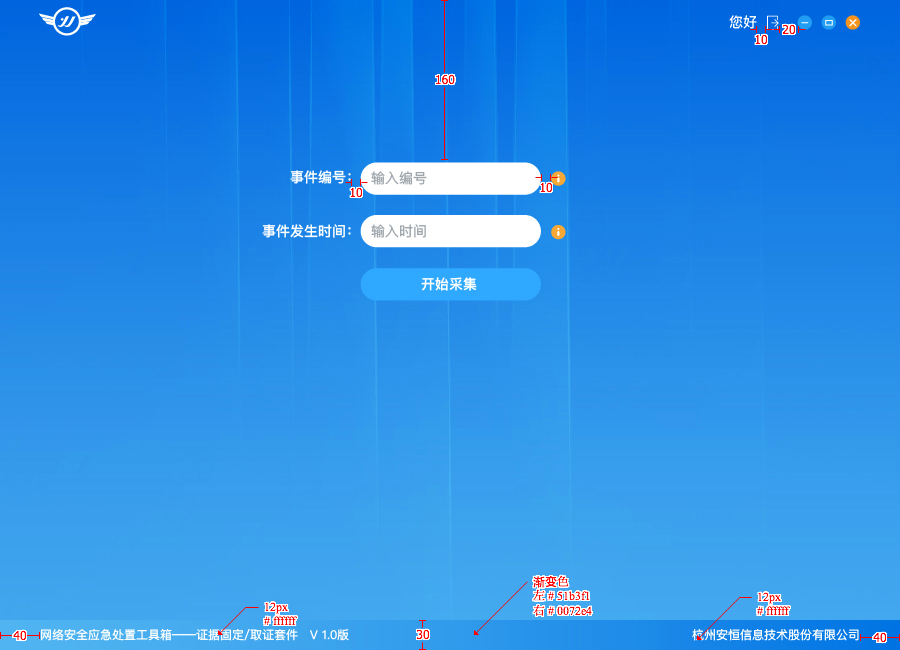 您好
10
20
160
事件编号：
输入编号
10
10
事件发生时间：
输入时间
开始采集
渐变色
左 # 51b3f1
右 # 0072e4
12px
# ffffff
12px
# ffffff
40
网络安全应急处置工具箱——证据固定/取证套件 V 1.0版
30
杭州安恒信息技术股份有限公司
40